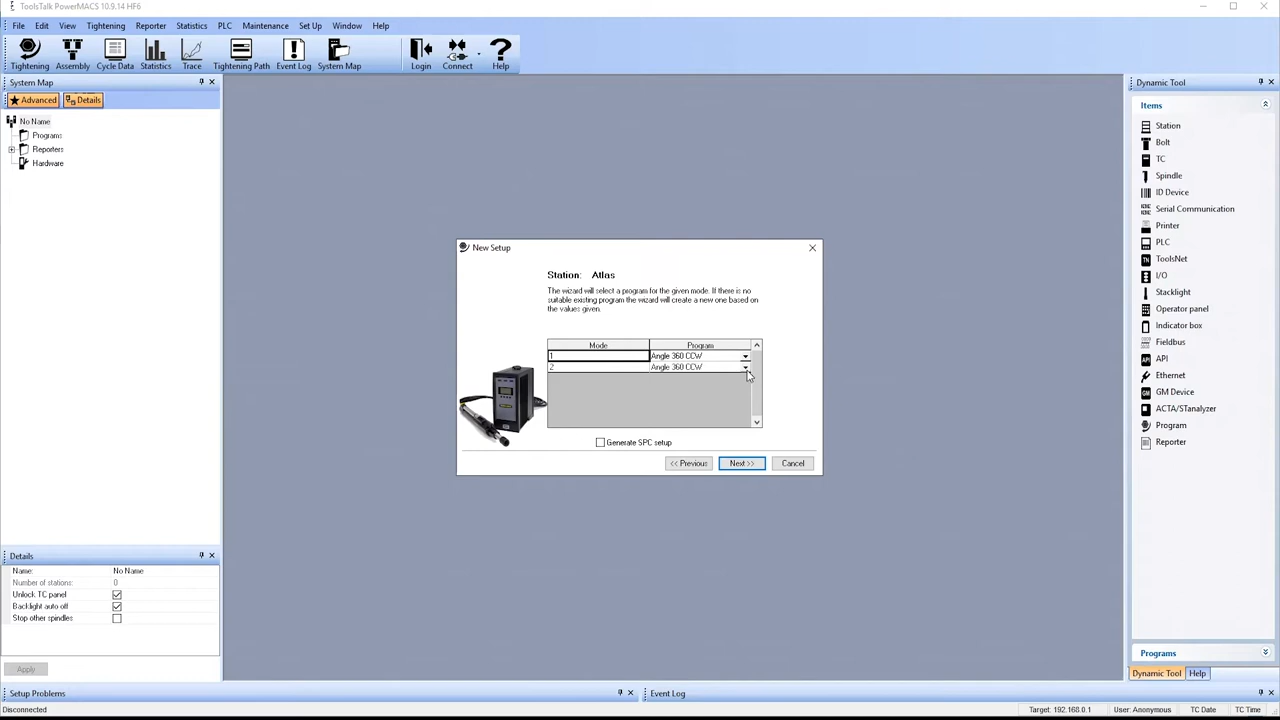 ToolsTalk PowerMACS 10.9.14 HF6
File Edit View Tightening Reporter Statistics PLC Maintenance Set Up Window Help
Tightening Assembly Cycle Data Statistics Trace Tightening Path Event Log System Map Login Connect Help
System Map
Advanced Details
No Name
Programs
Reporters
Hardware
New Setup
Station: Atlas
The wizard will select a program for the given mode. If there is no
suitable existing program the wizard will create a new one based on
the values given.
Mode Program
1 Angle 360 CCW
2 Angle 360 CCW
Generate SPC setup
<< Previous Next >> Cancel
Dynamic Tool
Items
Station
Bolt
TC
Spindle
ID Device
Serial Communication
Printer
PLC
TN ToolsNet
I/O
Stacklight
Operator panel
Indicator box
Fieldbus
API
Ethernet
GM GM Device
ACTA/STanalyzer
Program
Reporter
Programs
Dynamic Tool Help
Details
Name: No Name
Number of stations: 0
Unlock TC panel
Backlight auto off
Stop other spindles
Apply
Setup Problems Event Log
Disconnected Target: 192.168.0.1 User: Anonymous TC Date TC Time